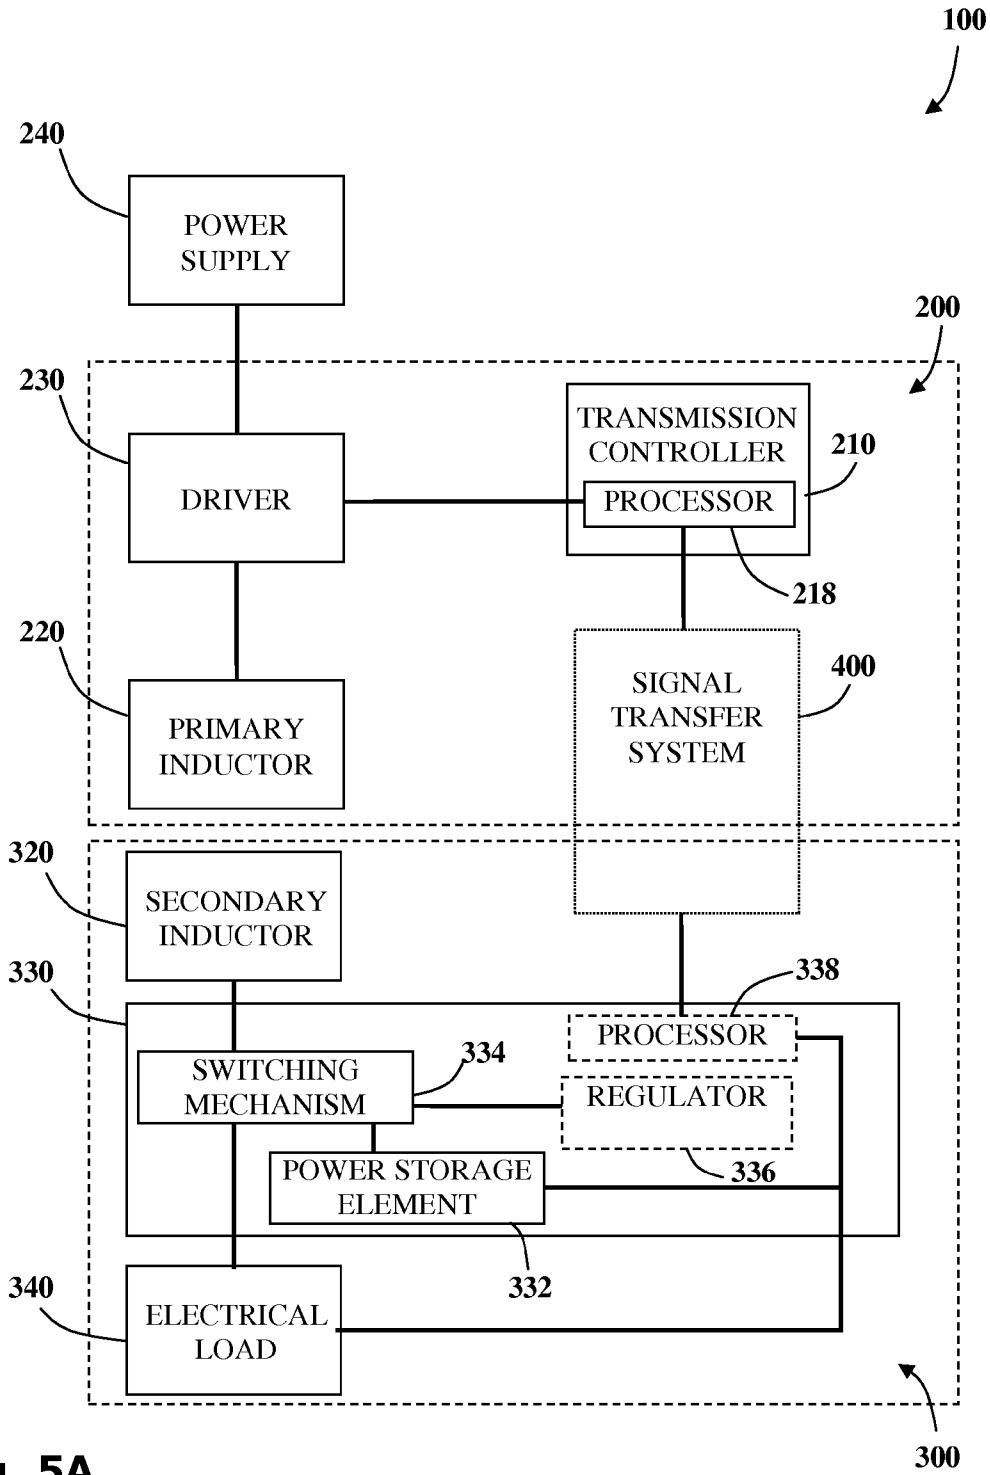 100
240
POWER
SUPPLY
200
230
TRANSMISSION
CONTROLLER
210
DRIVER
PROCESSOR
218
220
400
SIGNAL
TRANSFER
SYSTEM
PRIMARY
INDUCTOR
320
SECONDARY
INDUCTOR
330
338
PROCESSOR
334
SWITCHING
MECHANISM
REGULATOR
336
POWER STORAGE
ELEMENT
332
340
ELECTRICAL
LOAD
300
5A